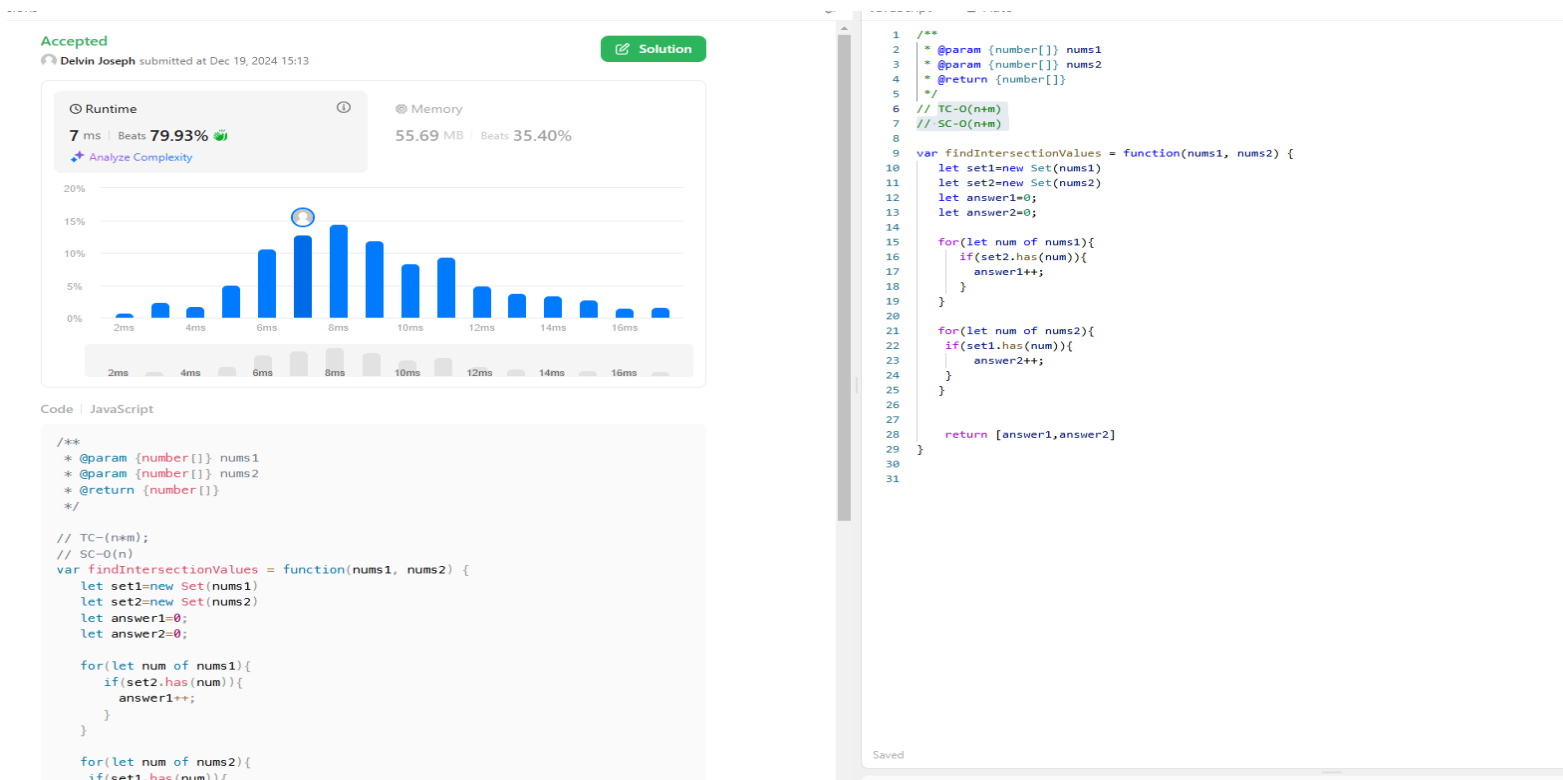 Accepted
Solution
Delvin Joseph submitted at Dec 19, 2024 15:13
Runtime
7 ms | Beats 79.93%
Analyze Complexity
Memory
55.69 MB | Beats 35.40%
20%
15%
10%
5%
0%
2ms 4ms 6ms 8ms 10ms 12ms 14ms 16ms
2ms 4ms 6ms 8ms 10ms 12ms 14ms 16ms
Code | JavaScript
/**
 * @param {number[]} nums1
 * @param {number[]} nums2
 * @return {number[]}
 */
// TC-(n*m);
// SC-O(n)
var findIntersectionValues = function(nums1, nums2) {
   let set1=new Set(nums1)
   let set2=new Set(nums2)
   let answer1=0;
   let answer2=0;
   for(let num of nums1){
      if(set2.has(num)){
        answer1++;
      }
   }
   for(let num of nums2){
    if(set1.has(num)){
1 /**
2  * @param {number[]} nums1
3  * @param {number[]} nums2
4  * @return {number[]}
5  */
6 // TC-O(n+m)
7 // SC-O(n+m)
8
9 var findIntersectionValues = function(nums1, nums2) {
10    let set1=new Set(nums1)
11    let set2=new Set(nums2)
12    let answer1=0;
13    let answer2=0;
14
15    for(let num of nums1){
16       if(set2.has(num)){
17         answer1++;
18       }
19    }
20
21    for(let num of nums2){
22     if(set1.has(num)){
23         answer2++;
24     }
25    }
26
27
28     return [answer1,answer2]
29 }
30
31
Saved